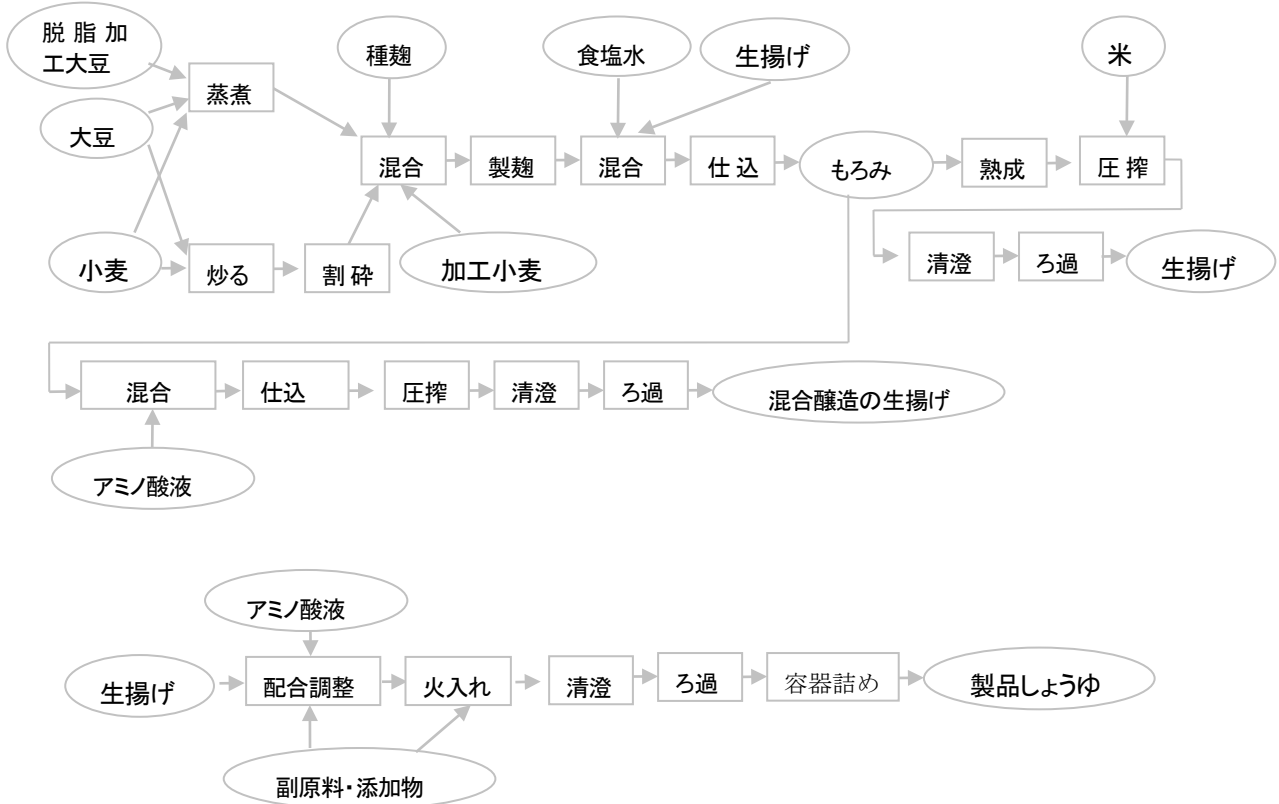 脱 脂 加
工大豆
種麹
食塩水
生揚げ
米
蒸煮
大豆
混合
製麹
混合
仕 込
もろみ
熟成
圧 搾
小麦
炒る
割 砕
加工小麦
清澄
ろ過
生揚げ
混合
仕込
圧搾
清澄
ろ過
混合醸造の生揚げ
アミノ酸液
アミノ酸液
生揚げ
配合調整
火入れ
清澄
ろ過
容器詰め
製品しょうゆ
副原料・添加物